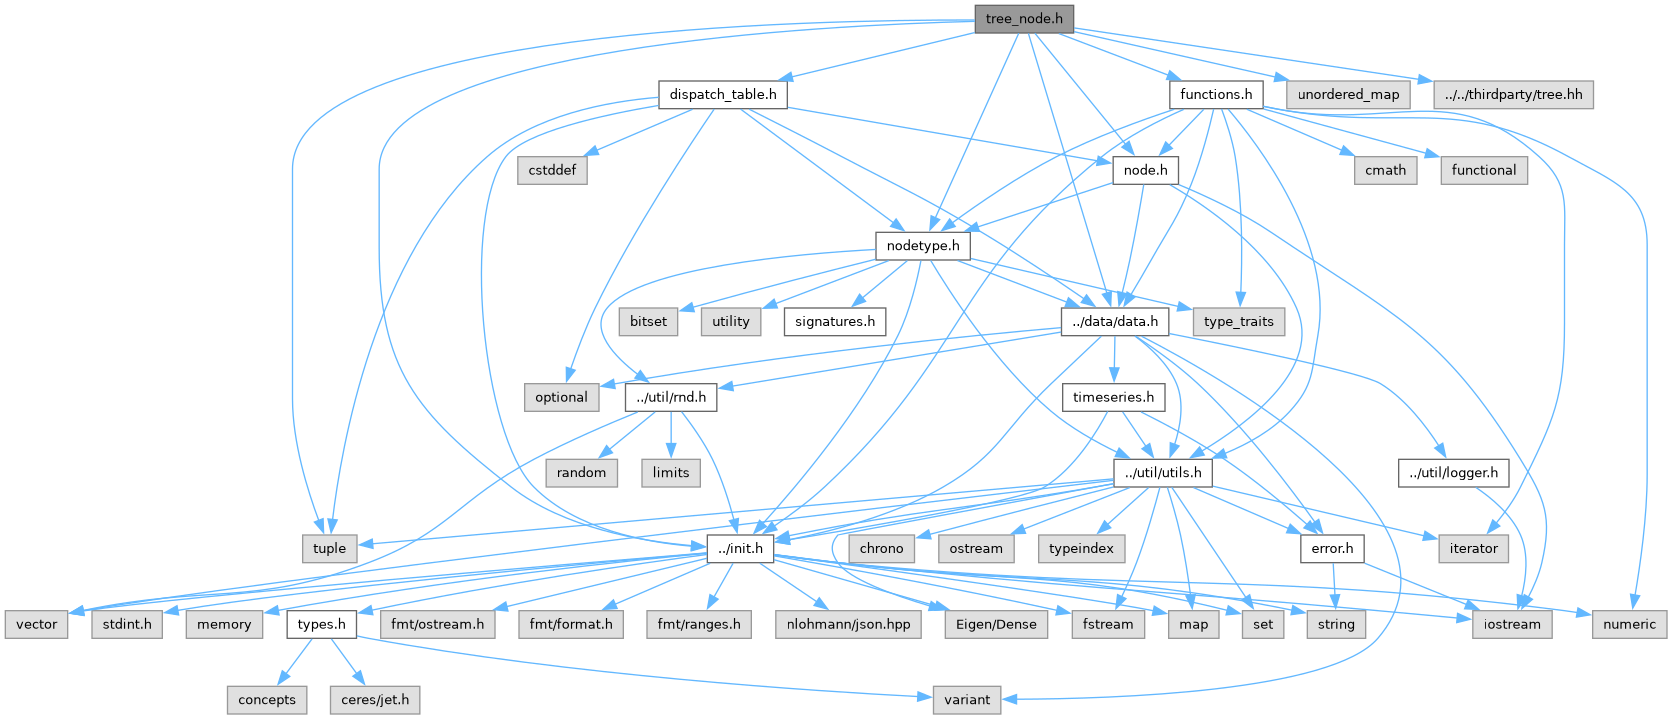 tree_node.h
dispatch_table.h
functions.h
unordered_map
../../thirdparty/tree.hh
cstddef
node.h
cmath
functional
nodetype.h
bitset
utility
signatures.h
../data/data.h
type_traits
optional
../util/rnd.h
timeseries.h
random
limits
../util/utils.h
../util/logger.h
tuple
../init.h
chrono
ostream
typeindex
error.h
iterator
vector
stdint.h
memory
types.h
fmt/ostream.h
fmt/format.h
fmt/ranges.h
nlohmann/json.hpp
Eigen/Dense
fstream
map
set
string
iostream
numeric
concepts
ceres/jet.h
variant